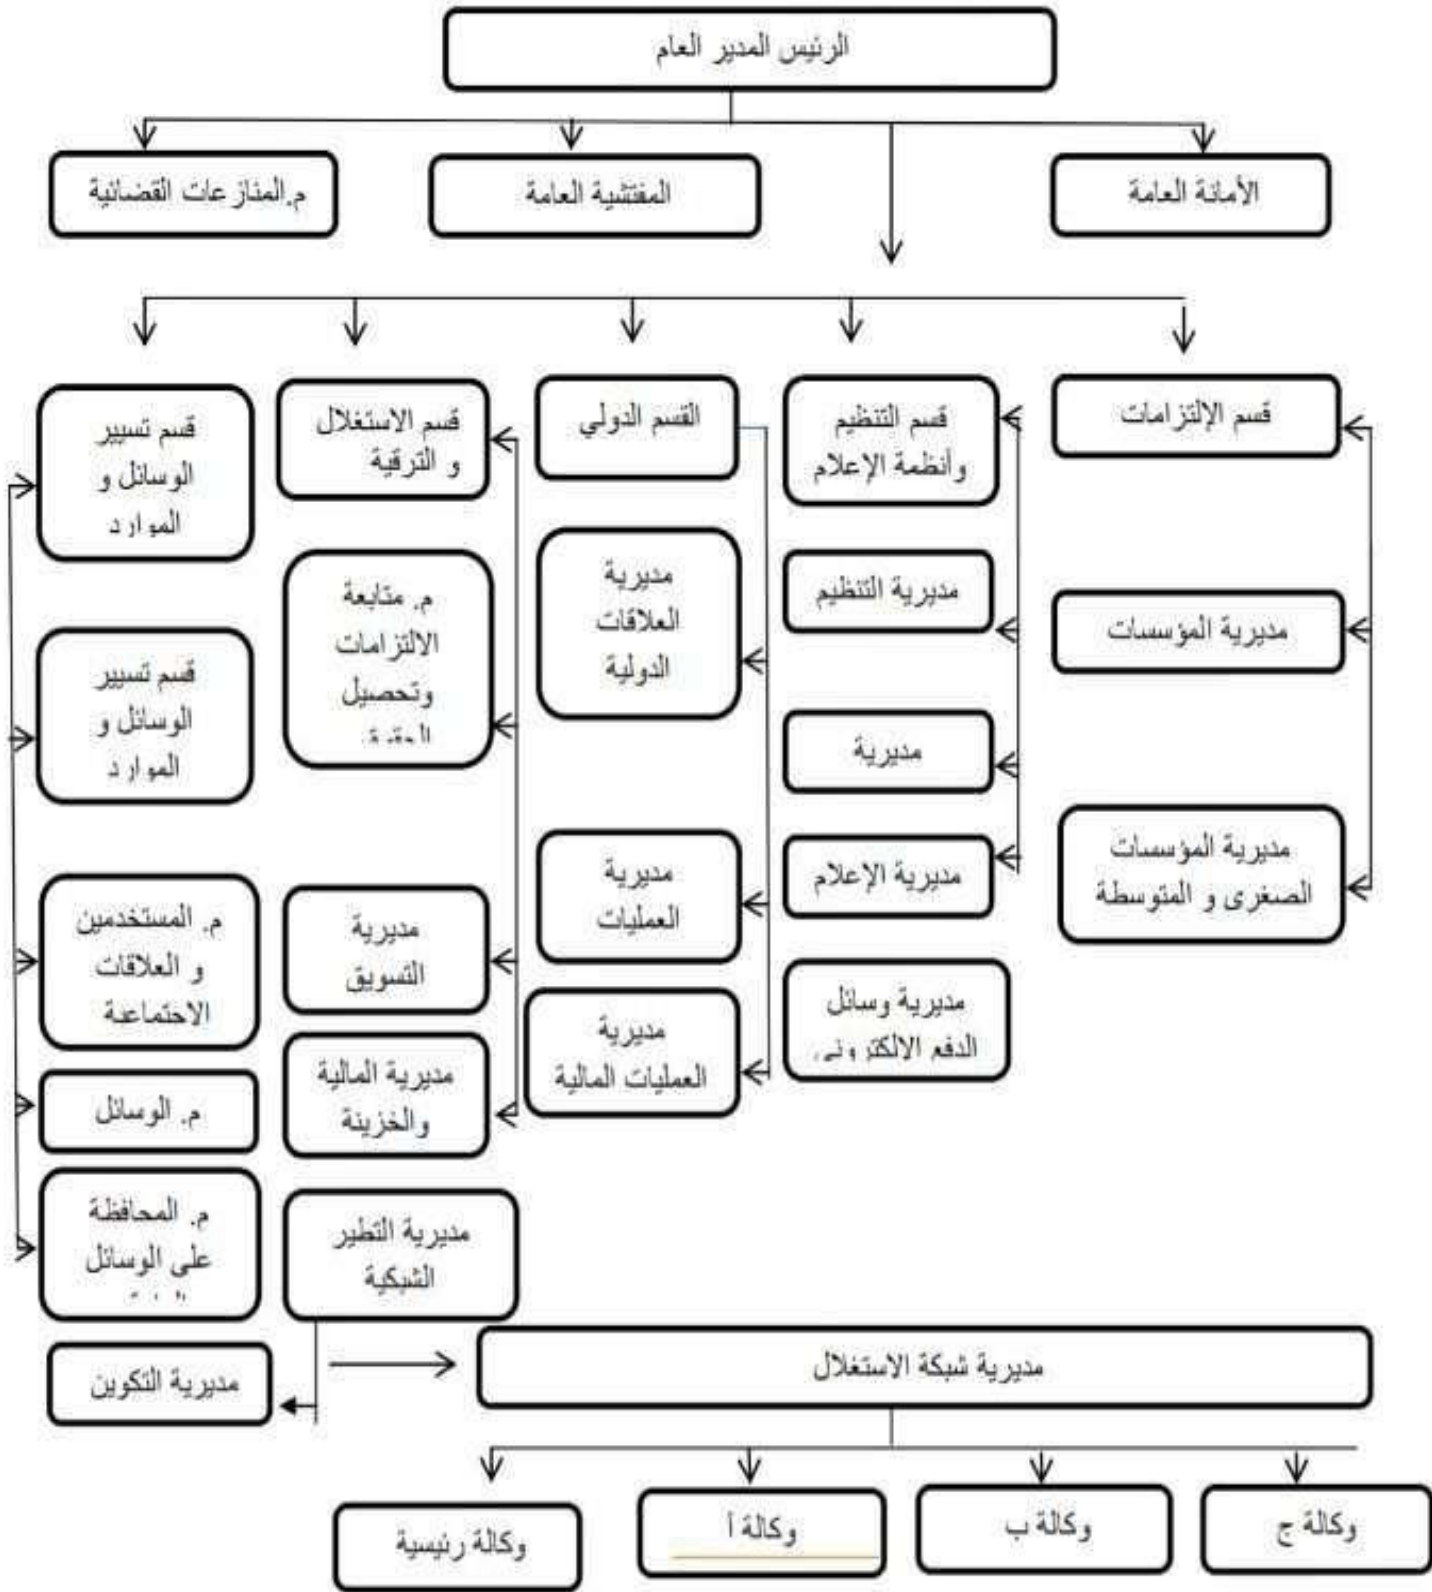 الرئيس المدير العام
الأمانة العامة
المفتشية العامة
م.المنازعات القضائية
قسم الإلتزامات
مديرية المؤسسات
مديرية المؤسسات
الصغرى و المتوسطة
قسم التنظيم
وأنظمة الإعلام
مديرية التنظيم
مديرية
مديرية الإعلام
مديرية وسائل
الدفع الالكتروني
القسم الدولي
مديرية
العلاقات
الدولية
مديرية
العمليات
مديرية
العمليات المالية
قسم الاستغلال
و الترقية
م. متابعة
الالتزامات
وتحصيل
مديرية
التسويق
مديرية المالية
والخزينة
مديرية التطير
الشبكية
قسم تسيير
الوسائل و
الموارد
قسم تسيير
الوسائل و
الموارد
م. المستخدمين
و العلاقات
الاجتماعية
م. الوسائل
م. المحافظة
على الوسائل
مديرية التكوين
مديرية شبكة الاستغلال
وكالة ج
وكالة ب
وكالة أ
وكالة رئيسية